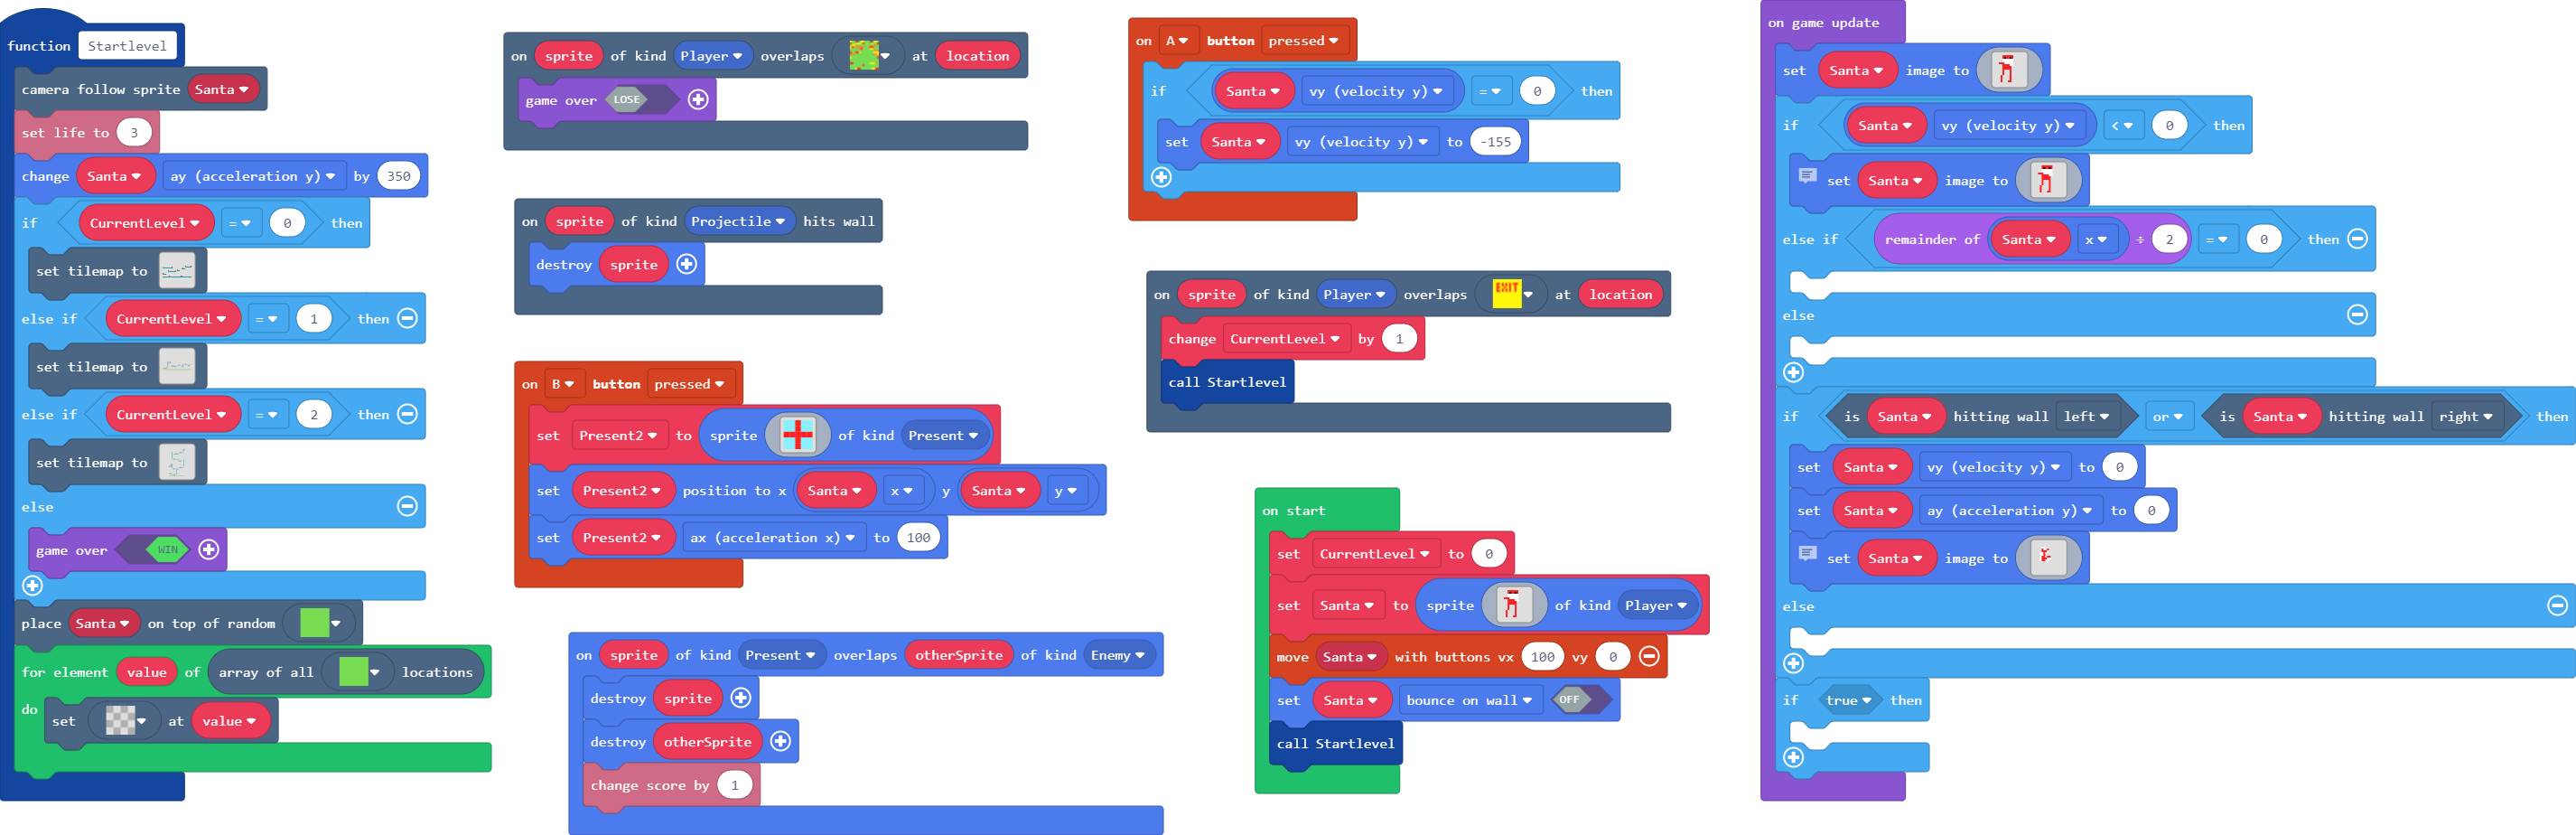 function Startlevel
camera follow sprite Santa
set life to 3
change Santa ay (acceleration y) by 350
if CurrentLevel = 0 then
set tilemap to
else if CurrentLevel = 1 then
set tilemap to
else if CurrentLevel = 2 then
set tilemap to
else
game over WIN
place Santa on top of random
for element value of array of all locations
do set at value
on sprite of kind Player overlaps at location
game over LOSE
on sprite of kind Projectile hits wall
destroy sprite
on B button pressed
set Present2 to sprite of kind Present
set Present2 position to x Santa x y Santa y
set Present2 ax (acceleration x) to 100
on sprite of kind Present overlaps otherSprite of kind Enemy
destroy sprite
destroy otherSprite
change score by 1
on A button pressed
if Santa vy (velocity y) = 0 then
set Santa vy (velocity y) to -155
on sprite of kind Player overlaps EXIT at location
change CurrentLevel by 1
call Startlevel
on start
set CurrentLevel to 0
set Santa to sprite of kind Player
move Santa with buttons vx 100 vy 0
set Santa bounce on wall OFF
call Startlevel
on game update
set Santa image to
if Santa vy (velocity y) < 0 then
set Santa image to
else if remainder of Santa x ÷ 2 = 0 then
else
if is Santa hitting wall left or is Santa hitting wall right then
set Santa vy (velocity y) to 0
set Santa ay (acceleration y) to 0
set Santa image to
else
if true then